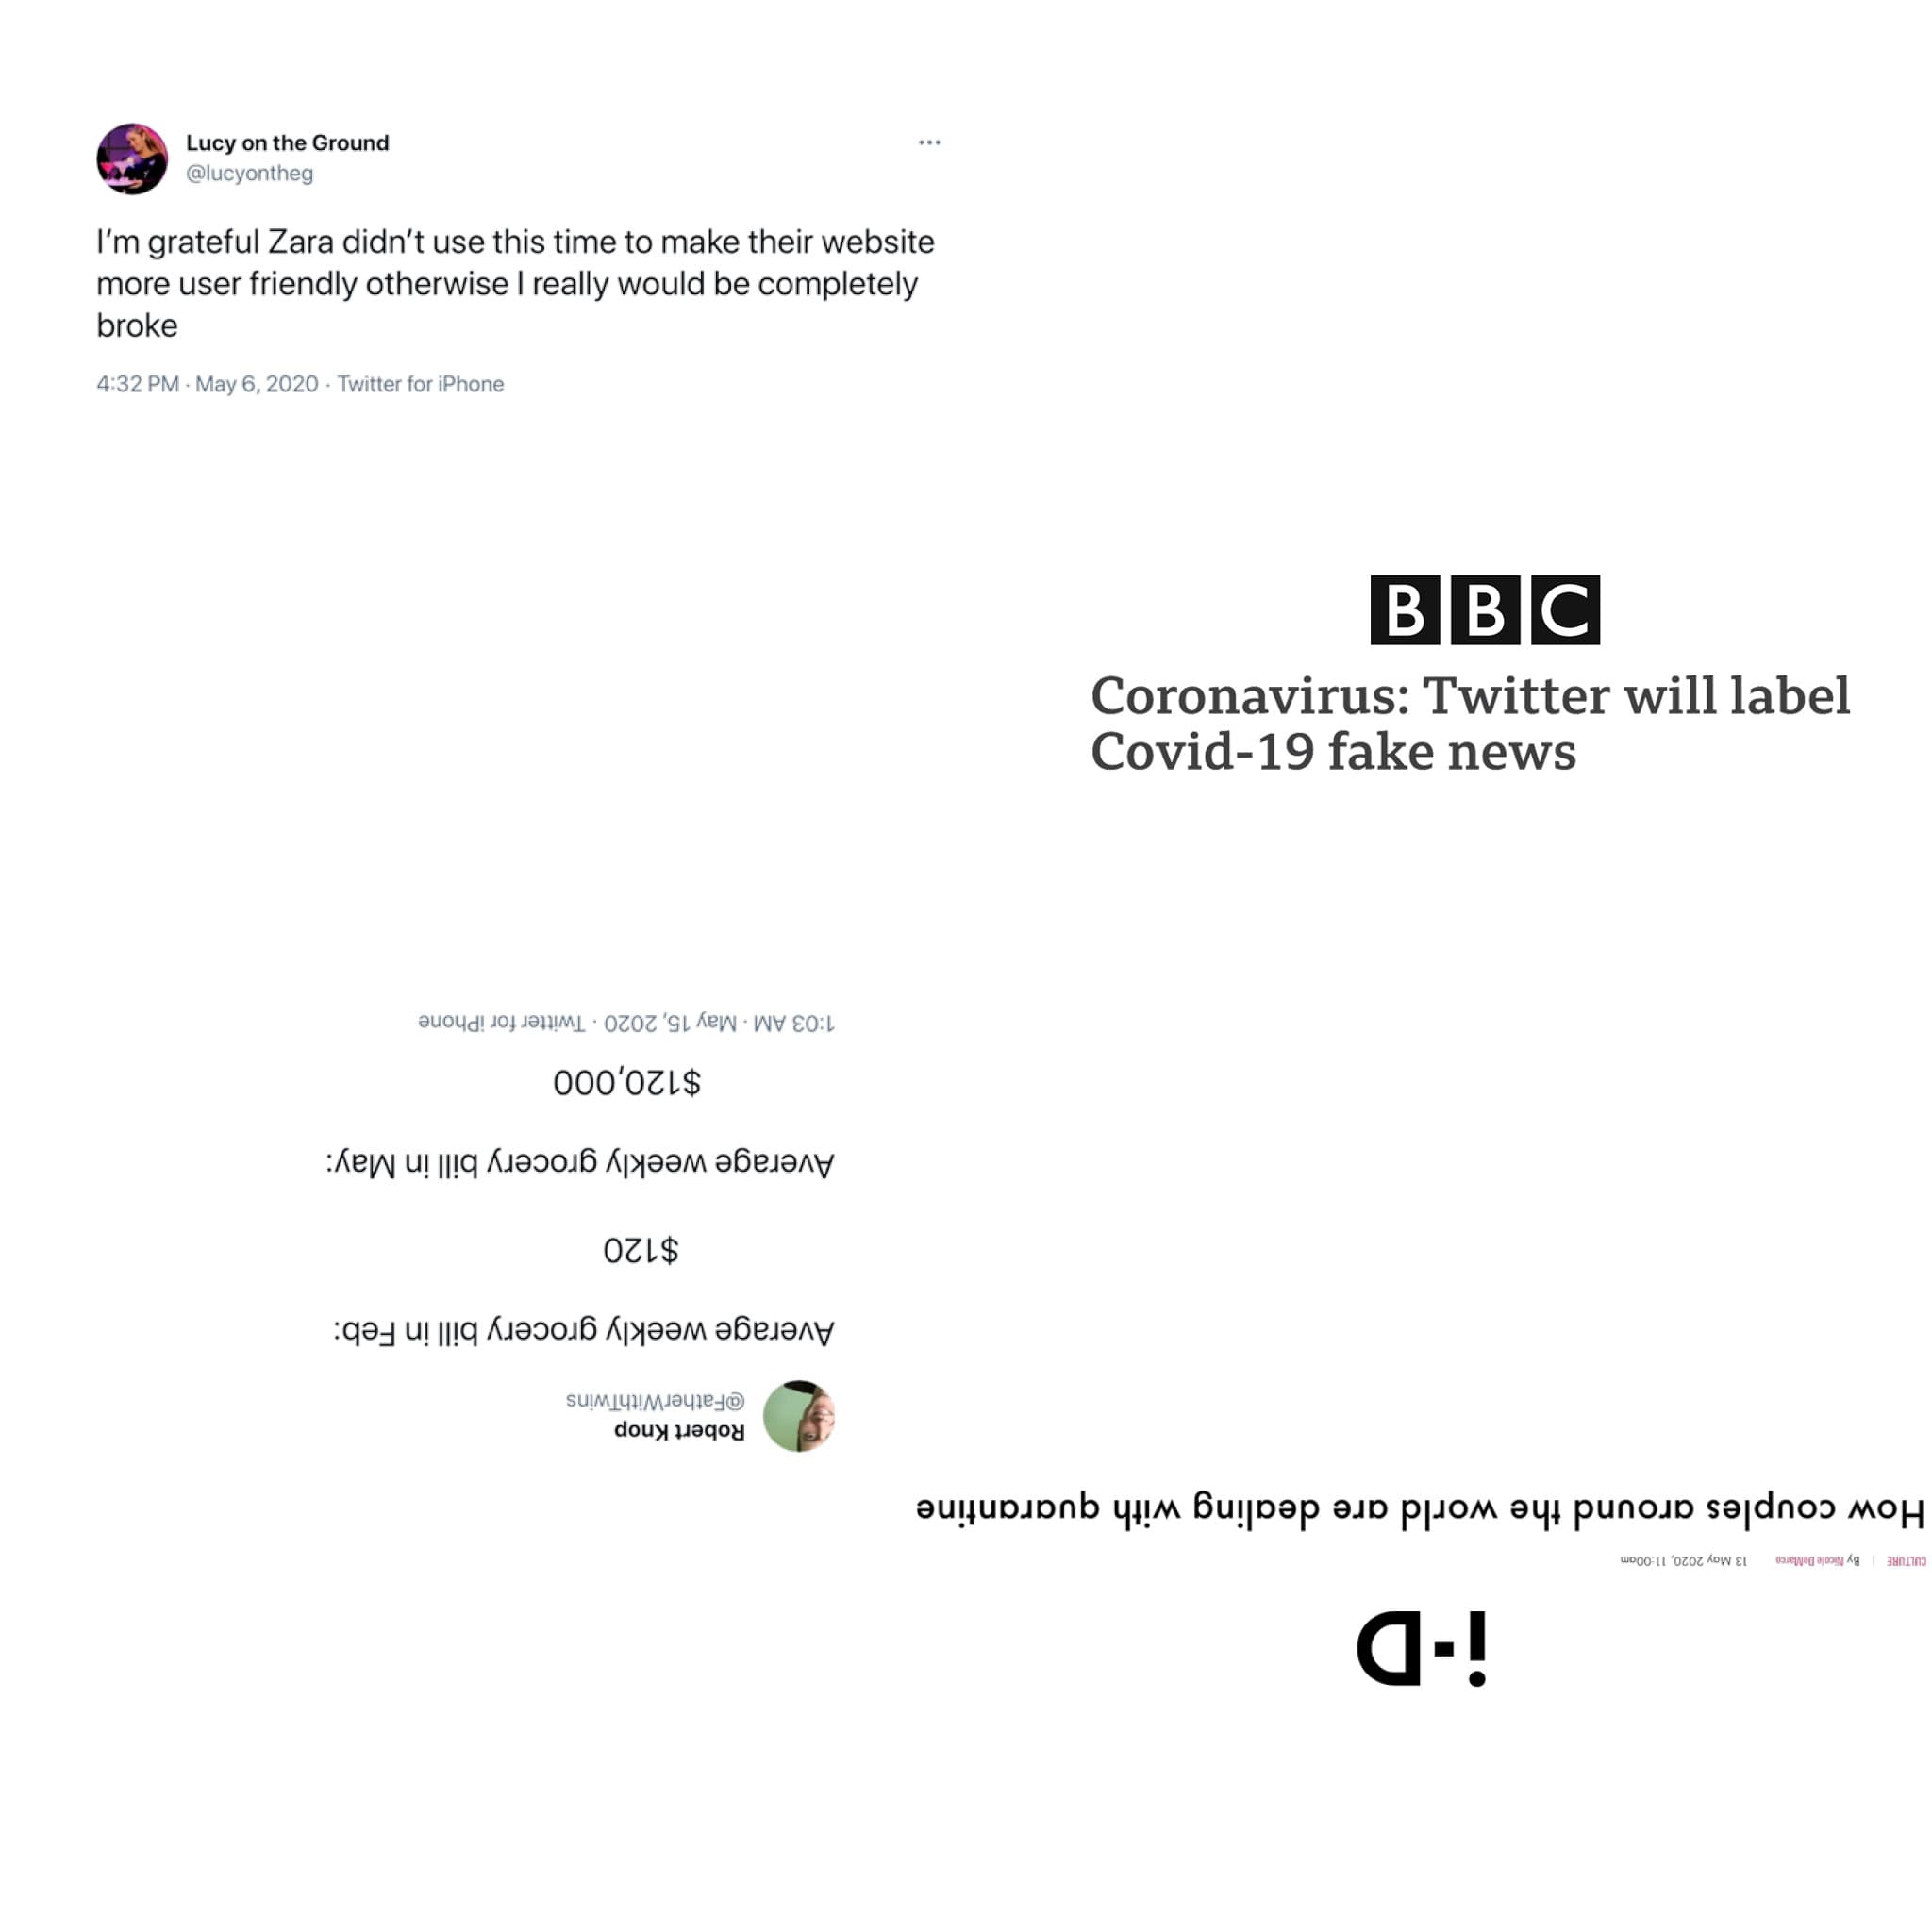 Lucy on the Ground
@lucyontheg
I’m grateful Zara didn’t use this time to make their website
more user friendly otherwise I really would be completely
broke
4:32 PM · May 6, 2020 · Twitter for iPhone
BBC
Coronavirus: Twitter will label
Covid-19 fake news
Robert Knop
@FatherWithTwins
Average weekly grocery bill in Feb:
$120
Average weekly grocery bill in May:
$120,000
1:03 AM · May 15, 2020 · Twitter for iPhone
i-D
CULTURE | By Nicole DeMarco 13 May 2020, 11:00am
How couples around the world are dealing with quarantine